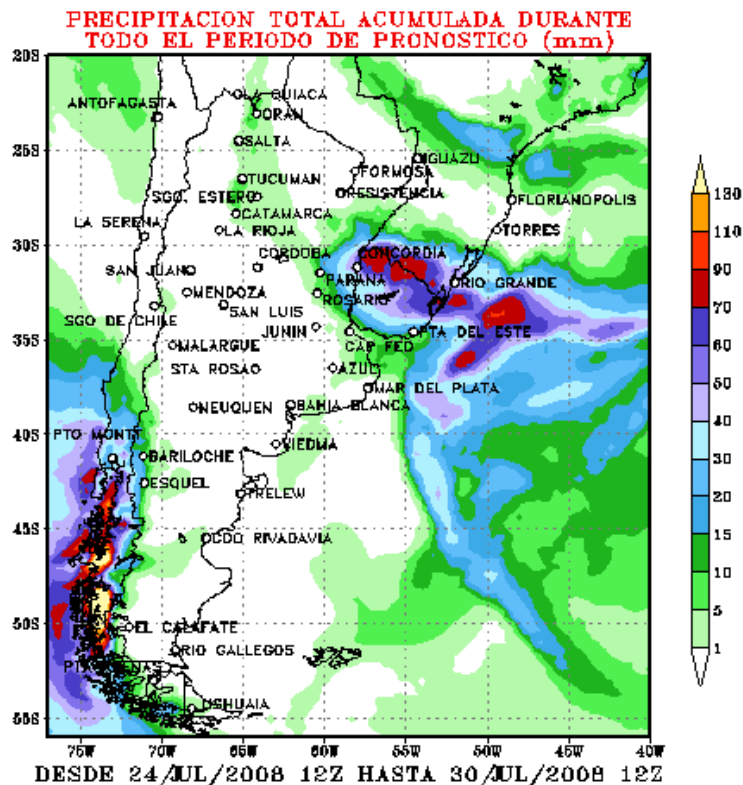 PRECIPITACION TOTAL ACUMULADA DURANTE
TODO EL PERIODO DE PRONOSTICO (mm)
20S
25S
30S
35S
40S
45S
50S
55S
LA QUIACA
ANTOFAGASTA
ORAN
SALTA
IGUAZU
TUCUMAN
FORMOSA
SGO. ESTERO
RESISTENCIA
FLORIANOPOLIS
CATAMARCA
LA SERENA
LA RIOJA
TORRES
CORDOBA
CONCORDIA
SAN JUAN
PARANA
RIO GRANDE
MENDOZA
ROSARIO
SAN LUIS
SGO DE CHILE
JUNIN
PTA DEL ESTE
MALARGUE
CAP FED
STA ROSA
AZUL
MAR DEL PLATA
NEUQUEN
BAHIA BLANCA
PTO MONTT
VIEDMA
BARILOCHE
ESQUEL
TRELEW
CDO RIVADAVIA
EL CALAFATE
RIO GALLEGOS
USHUAIA
75W 70W 65W 60W 55W 50W 45W 40W
DESDE 24/JUL/2008 12Z HASTA 30/JUL/2008 12Z
130
110
90
70
60
50
40
30
20
15
10
5
1